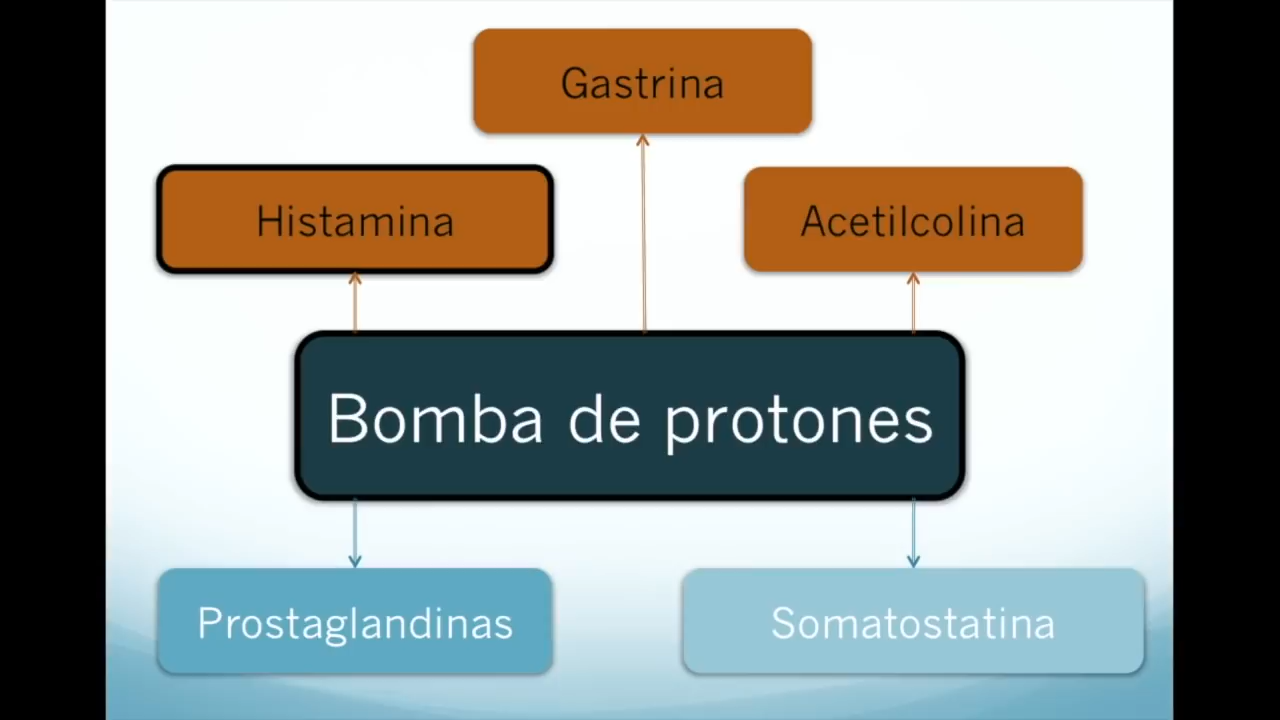 Gastrina
Histamina
Acetilcolina
Bomba de protones
Prostaglandinas
Somatostatina